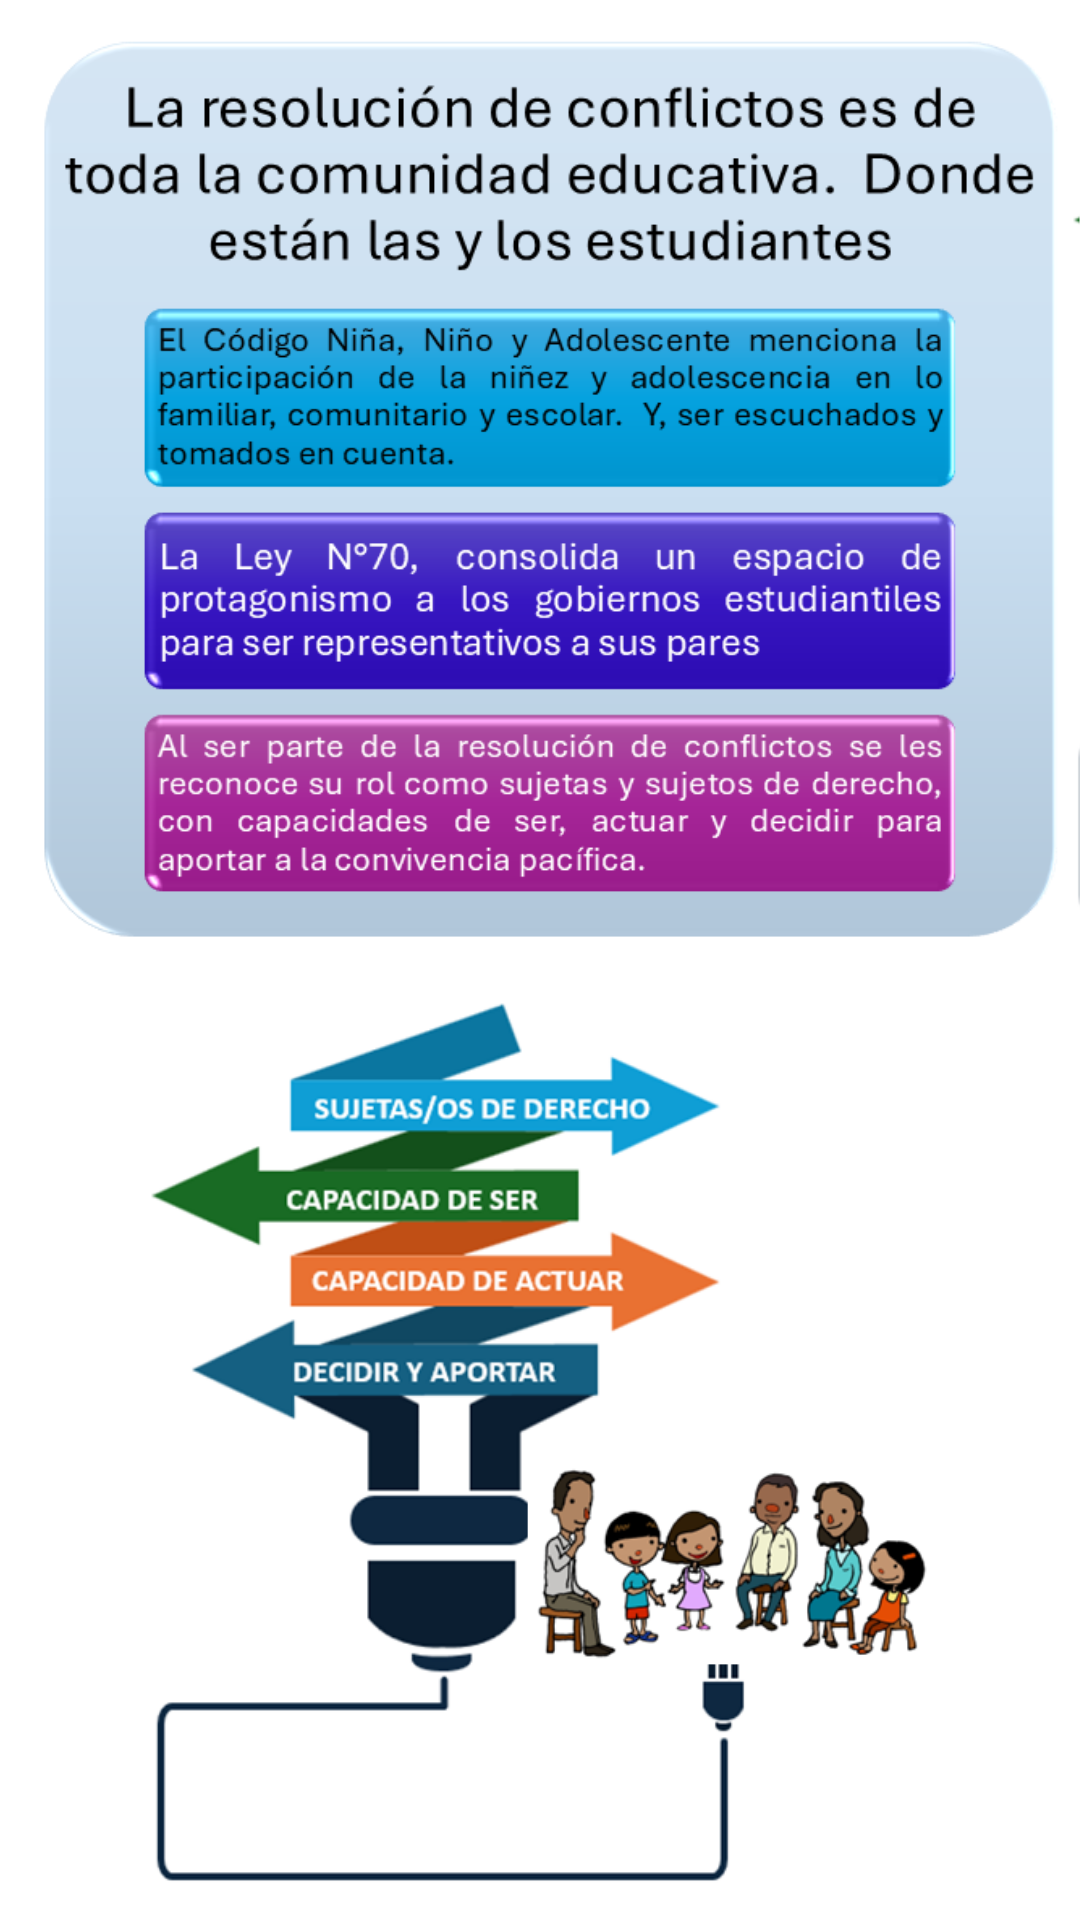 La resolución de conflictos es de
toda la comunidad educativa.  Donde
están las y los estudiantes
El Código Niña, Niño y Adolescente menciona la
participación de la niñez y adolescencia en lo
familiar, comunitario y escolar.  Y, ser escuchados y
tomados en cuenta.
La Ley N°70, consolida un espacio de
protagonismo a los gobiernos estudiantiles
para ser representativos a sus pares
Al ser parte de la resolución de conflictos se les
reconoce su rol como sujetas y sujetos de derecho,
con capacidades de ser, actuar y decidir para
aportar a la convivencia pacífica.
SUJETAS/OS DE DERECHO
CAPACIDAD DE SER
CAPACIDAD DE ACTUAR
DECIDIR Y APORTAR